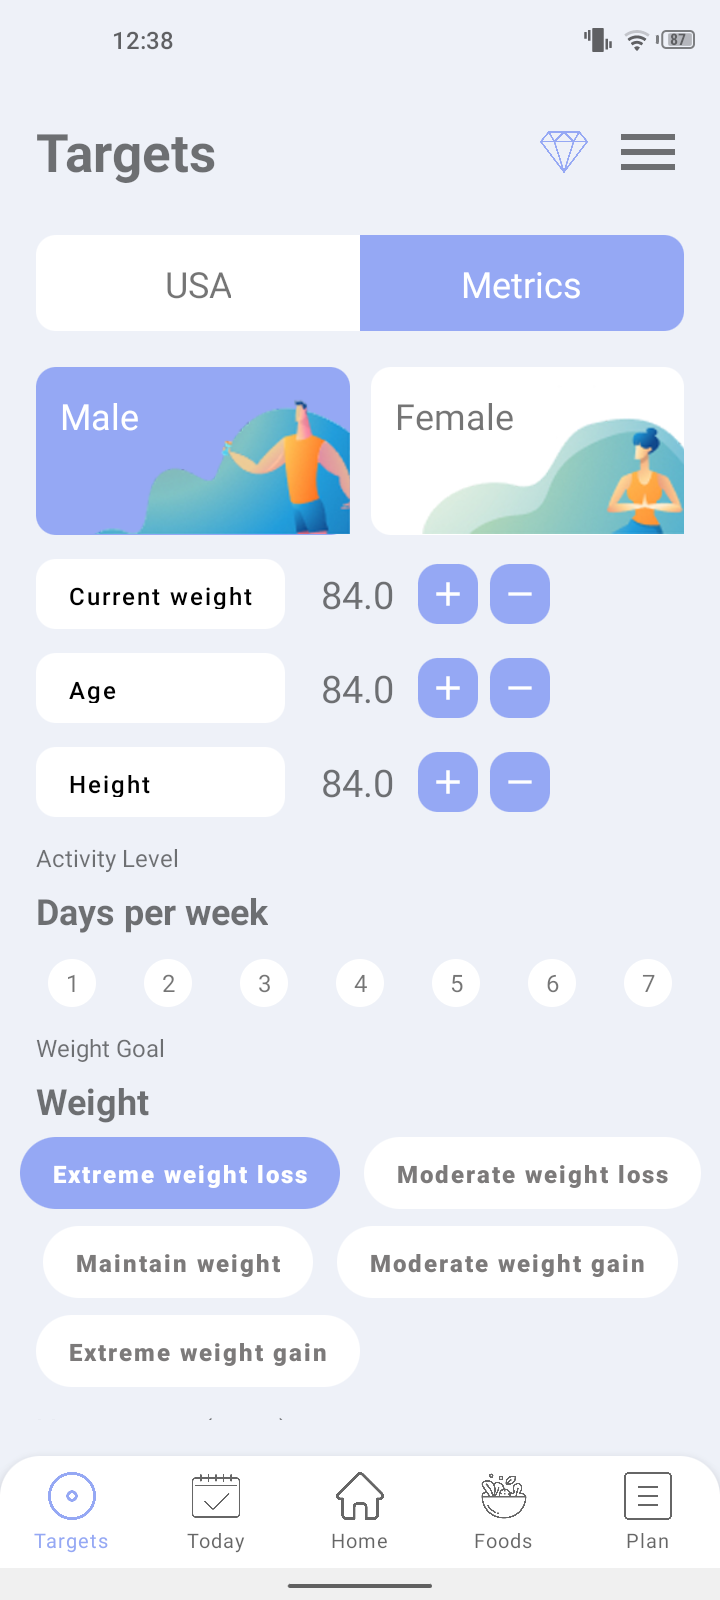 12:38
87
Targets
USA Metrics
Male Female
Current weight 84.0 + −
Age 84.0 + −
Height 84.0 + −
Activity Level
Days per week
1 2 3 4 5 6 7
Weight Goal
Weight
Extreme weight loss Moderate weight loss
Maintain weight Moderate weight gain
Extreme weight gain
Targets Today Home Foods Plan